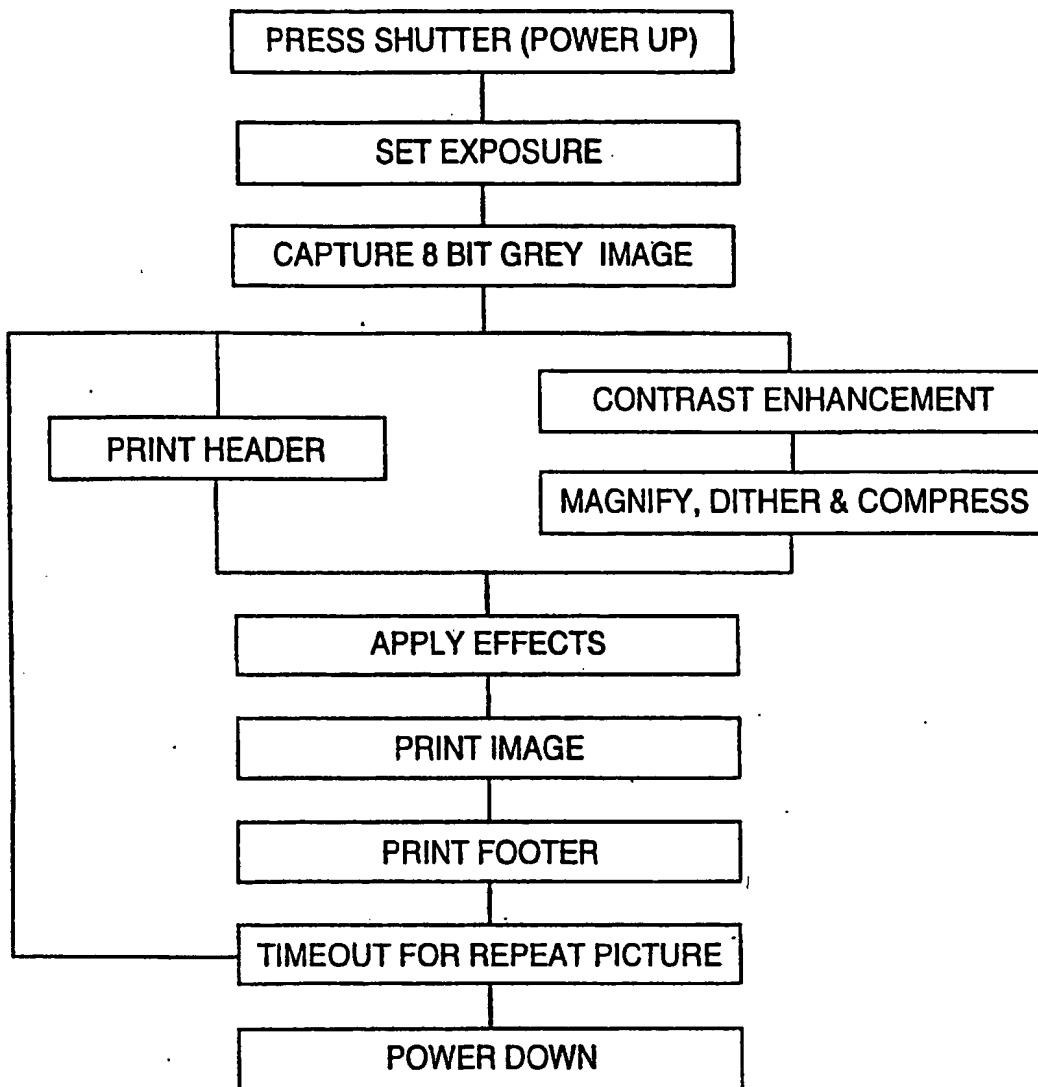 PRESS SHUTTER (POWER UP)
SET EXPOSURE
CAPTURE 8 BIT GREY IMAGE
CONTRAST ENHANCEMENT
PRINT HEADER
MAGNIFY, DITHER & COMPRESS
APPLY EFFECTS
PRINT IMAGE
PRINT FOOTER
TIMEOUT FOR REPEAT PICTURE
POWER DOWN